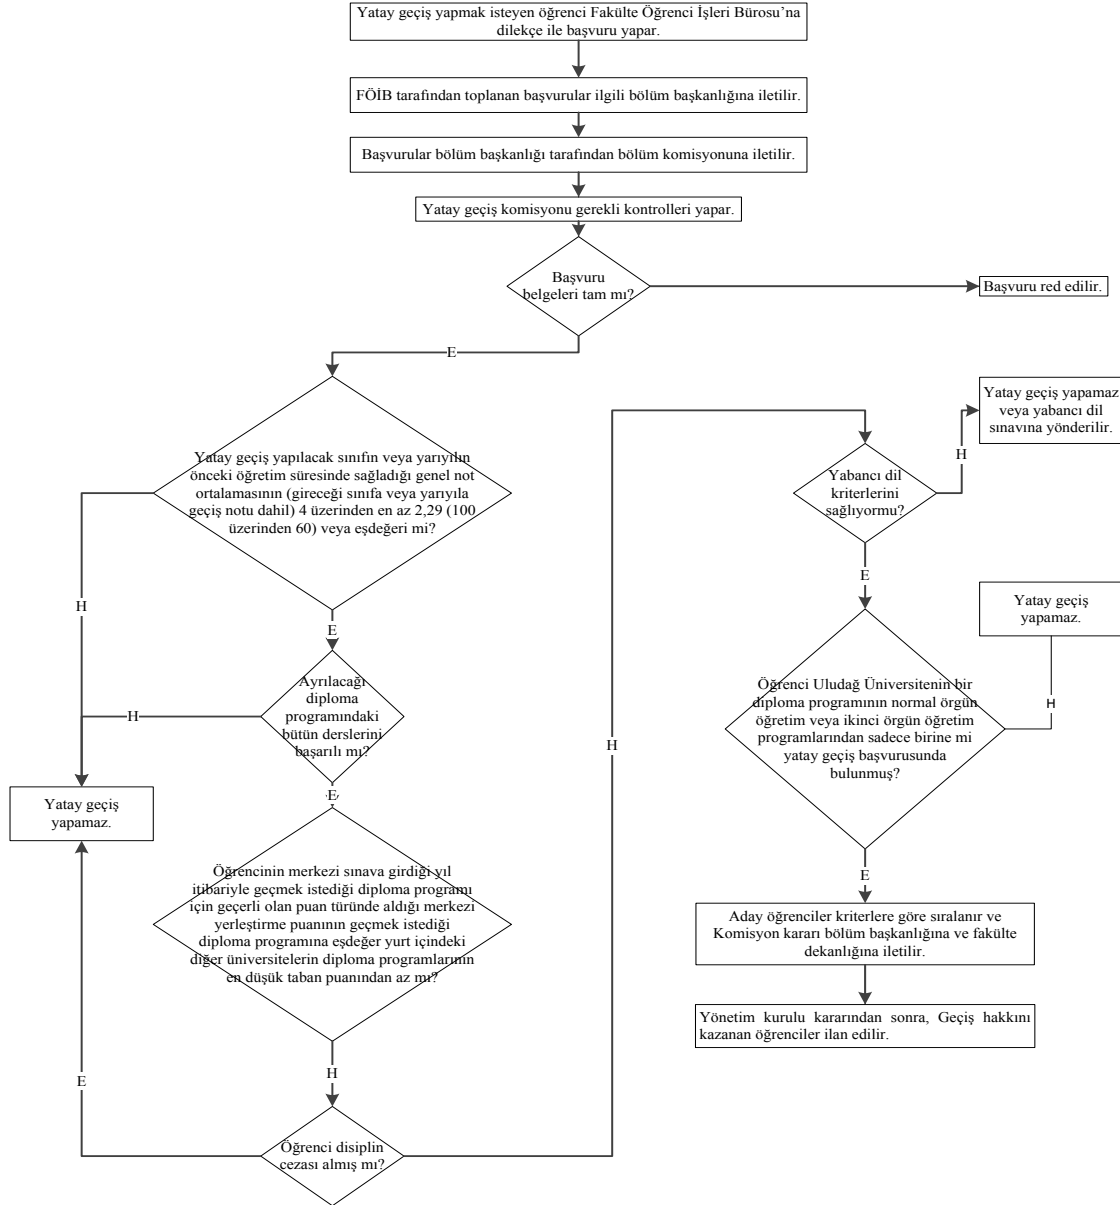 Yatay geçiş yapmak isteyen öğrenci Fakülte Öğrenci İşleri Bürosu’na
dilekçe ile başvuru yapar.
FÖİB tarafından toplanan başvurular ilgili bölüm başkanlığına iletilir.
Başvurular bölüm başkanlığı tarafından bölüm komisyonuna iletilir.
Yatay geçiş komisyonu gerekli kontrolleri yapar.
Başvuru
belgeleri tam mı?
Başvuru red edilir.
E
Yatay geçiş yapılacak sınıfın veya yarıyılın
önceki öğretim süresinde sağladığı genel not
ortalamasının (gireceği sınıfa veya yarıyıla
geçiş notu dahil) 4 üzerinden en az 2,29 (100
üzerinden 60) veya eşdeğeri mi?
H
E
Ayrılacağı
diploma
programındaki
bütün derslerini
başarılı mı?
H
Yatay geçiş
yapamaz.
E
Öğrencinin merkezi sınava girdiği yıl
itibariyle geçmek istediği diploma programı
için geçerli olan puan türünde aldığı merkezi
yerleştirme puanının geçmek istediği
diploma programına eşdeğer yurt içindeki
diğer üniversitelerin diploma programlarının
en düşük taban puanından az mı?
H
E
Öğrenci disiplin
cezası almış mı?
H
Yabancı dil
kriterlerini
sağlıyormu?
H
Yatay geçiş yapamaz
veya yabancı dil
sınavına yönderilir.
E
Öğrenci Uludağ Üniversitenin bir
diploma programının normal örgün
öğretim veya ikinci örgün öğretim
programlarından sadece birine mi
yatay geçiş başvurusunda
bulunmuş?
H
Yatay geçiş
yapamaz.
E
Aday öğrenciler kriterlere göre sıralanır ve
Komisyon kararı bölüm başkanlığına ve fakülte
dekanlığına iletilir.
Yönetim kurulu kararından sonra, Geçiş hakkını
kazanan öğrenciler ilan edilir.